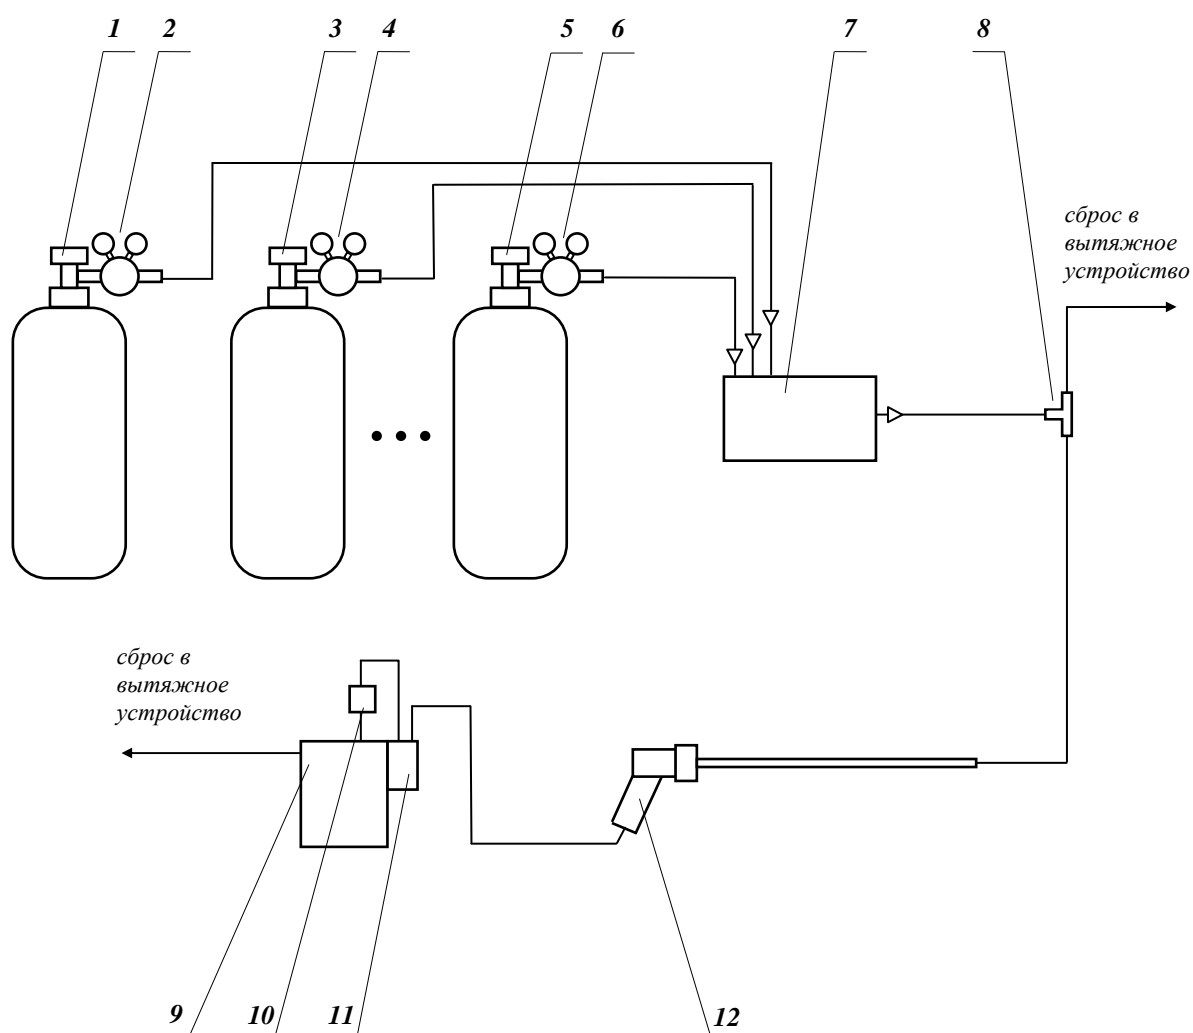 1 2 3 4 5 6 7 8
сброс в
вытяжное
устройство
сброс в
вытяжное
устройство
9 10 11 12